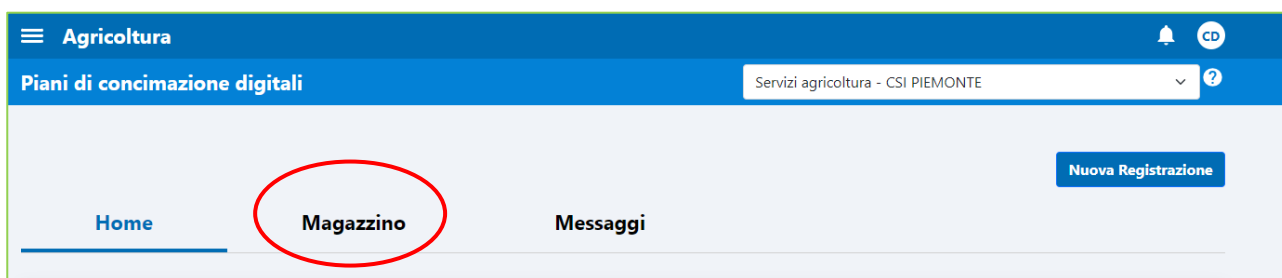 Agricoltura
CD
Piani di concimazione digitali
Servizi agricoltura - CSI PIEMONTE
?
Nuova Registrazione
Home
Magazzino
Messaggi